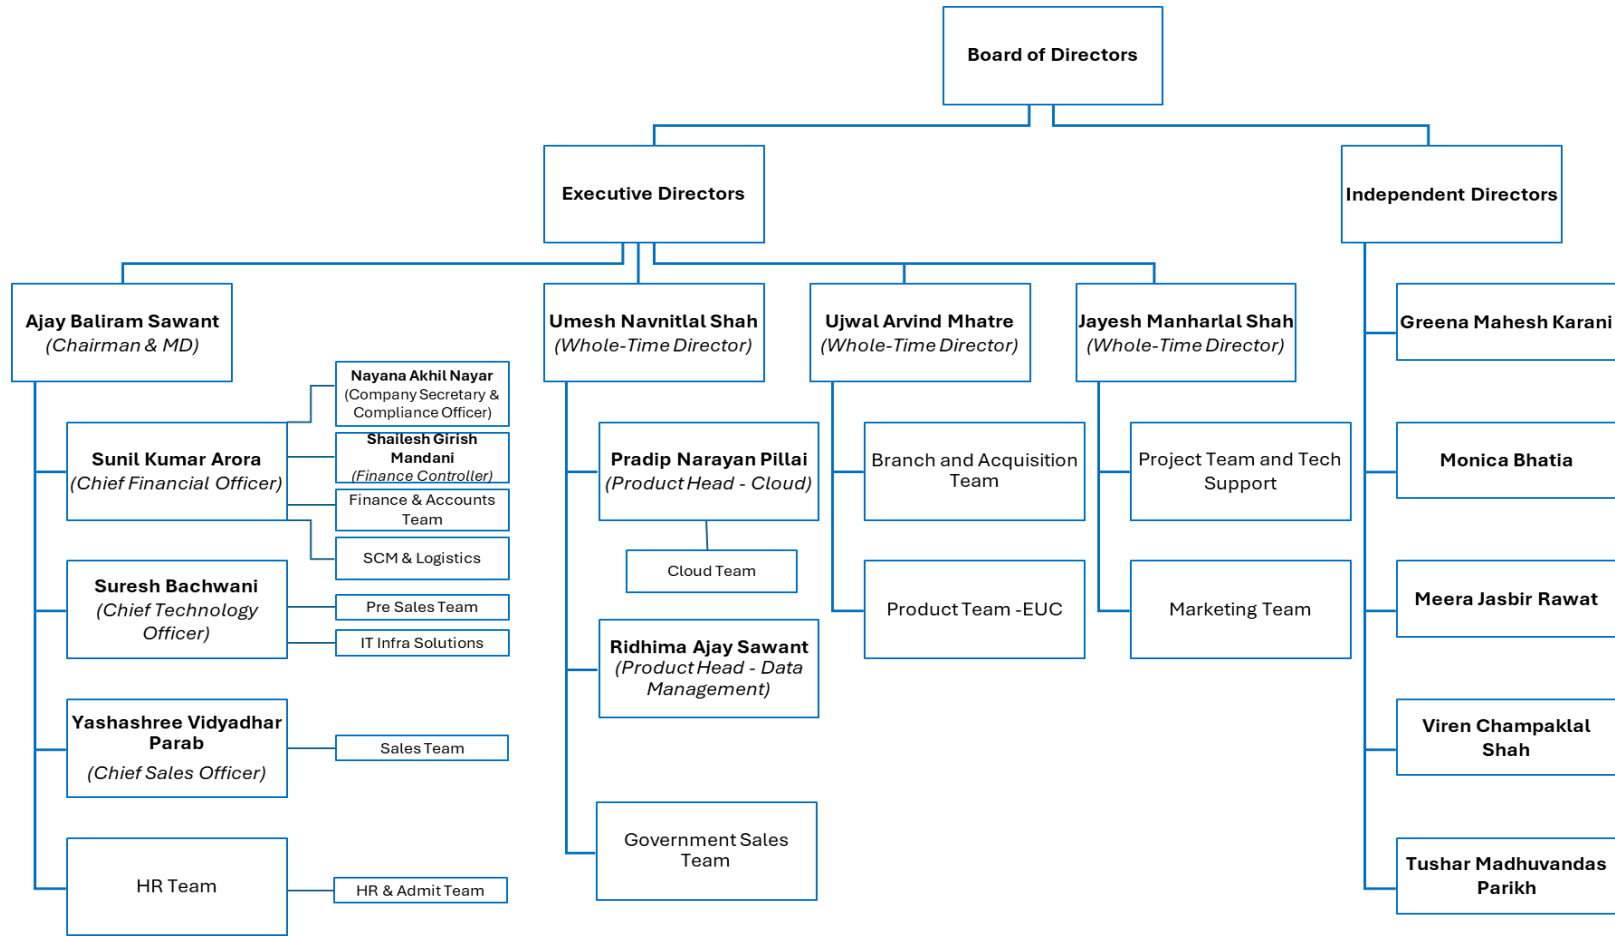 Board of Directors
Executive Directors
Independent Directors
Ajay Baliram Sawant
(Chairman & MD)
Sunil Kumar Arora
(Chief Financial Officer)
Nayana Akhil Nayar
(Company Secretary &
Compliance Officer)
Shailesh Girish
Mandani
(Finance Controller)
Finance & Accounts
Team
SCM & Logistics
Suresh Bachwani
(Chief Technology
Officer)
Pre Sales Team
IT Infra Solutions
Yashashree Vidyadhar
Parab
(Chief Sales Officer)
Sales Team
HR Team
HR & Admit Team
Umesh Navnitlal Shah
(Whole-Time Director)
Pradip Narayan Pillai
(Product Head - Cloud)
Cloud Team
Ridhima Ajay Sawant
(Product Head - Data
Management)
Government Sales
Team
Ujwal Arvind Mhatre
(Whole-Time Director)
Branch and Acquisition
Team
Product Team -EUC
Jayesh Manharlal Shah
(Whole-Time Director)
Project Team and Tech
Support
Marketing Team
Greena Mahesh Karani
Monica Bhatia
Meera Jasbir Rawat
Viren Champaklal
Shah
Tushar Madhuvandas
Parikh